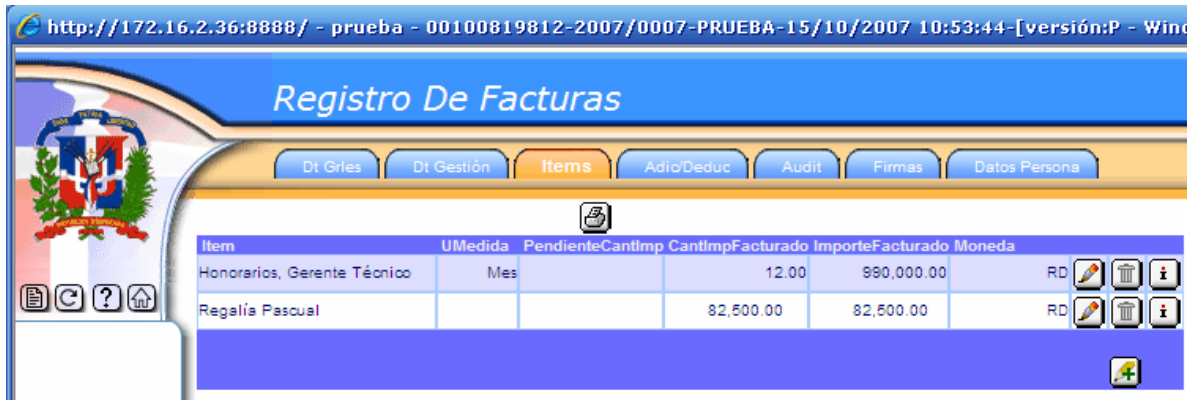 http://172.16.2.36:8888/ - prueba - 00100819812-2007/0007-PRUEBA-15/10/2007 10:53:44-[versión:P - Wind
Registro De Facturas
Dt Grles Dt Gestión Items Adio/Deduc Audit Firmas Datos Persona
Item UMedida PendienteCantImp CantImpFacturado ImporteFacturado Moneda
Honorarios, Gerente Técnico Mes 12.00 990,000.00 RD
Regalía Pascual 82,500.00 82,500.00 RD